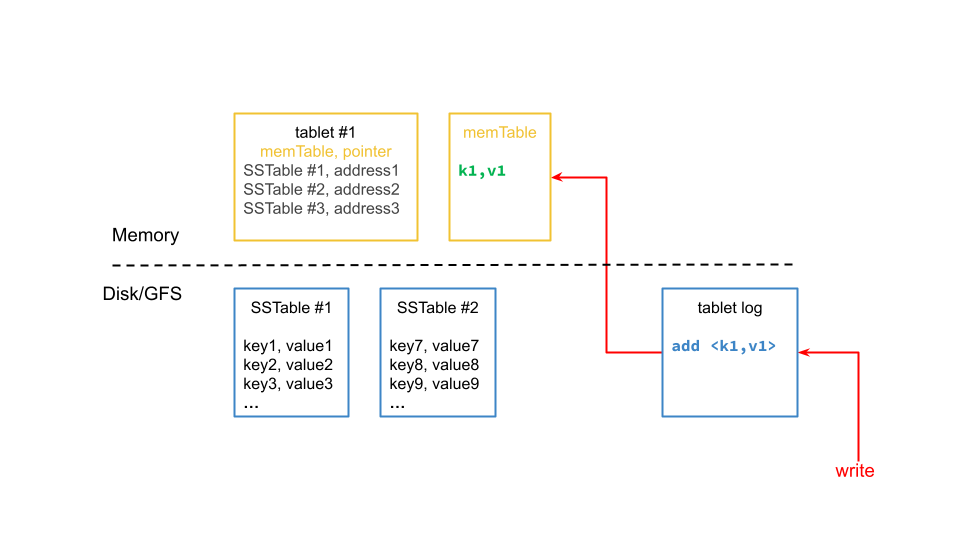 tablet #1
memTable, pointer
SSTable #1, address1
SSTable #2, address2
SSTable #3, address3
memTable
k1,v1
Memory
Disk/GFS
SSTable #1
key1, value1
key2, value2
key3, value3
...
SSTable #2
key7, value7
key8, value8
key9, value9
...
tablet log
add <k1,v1>
write